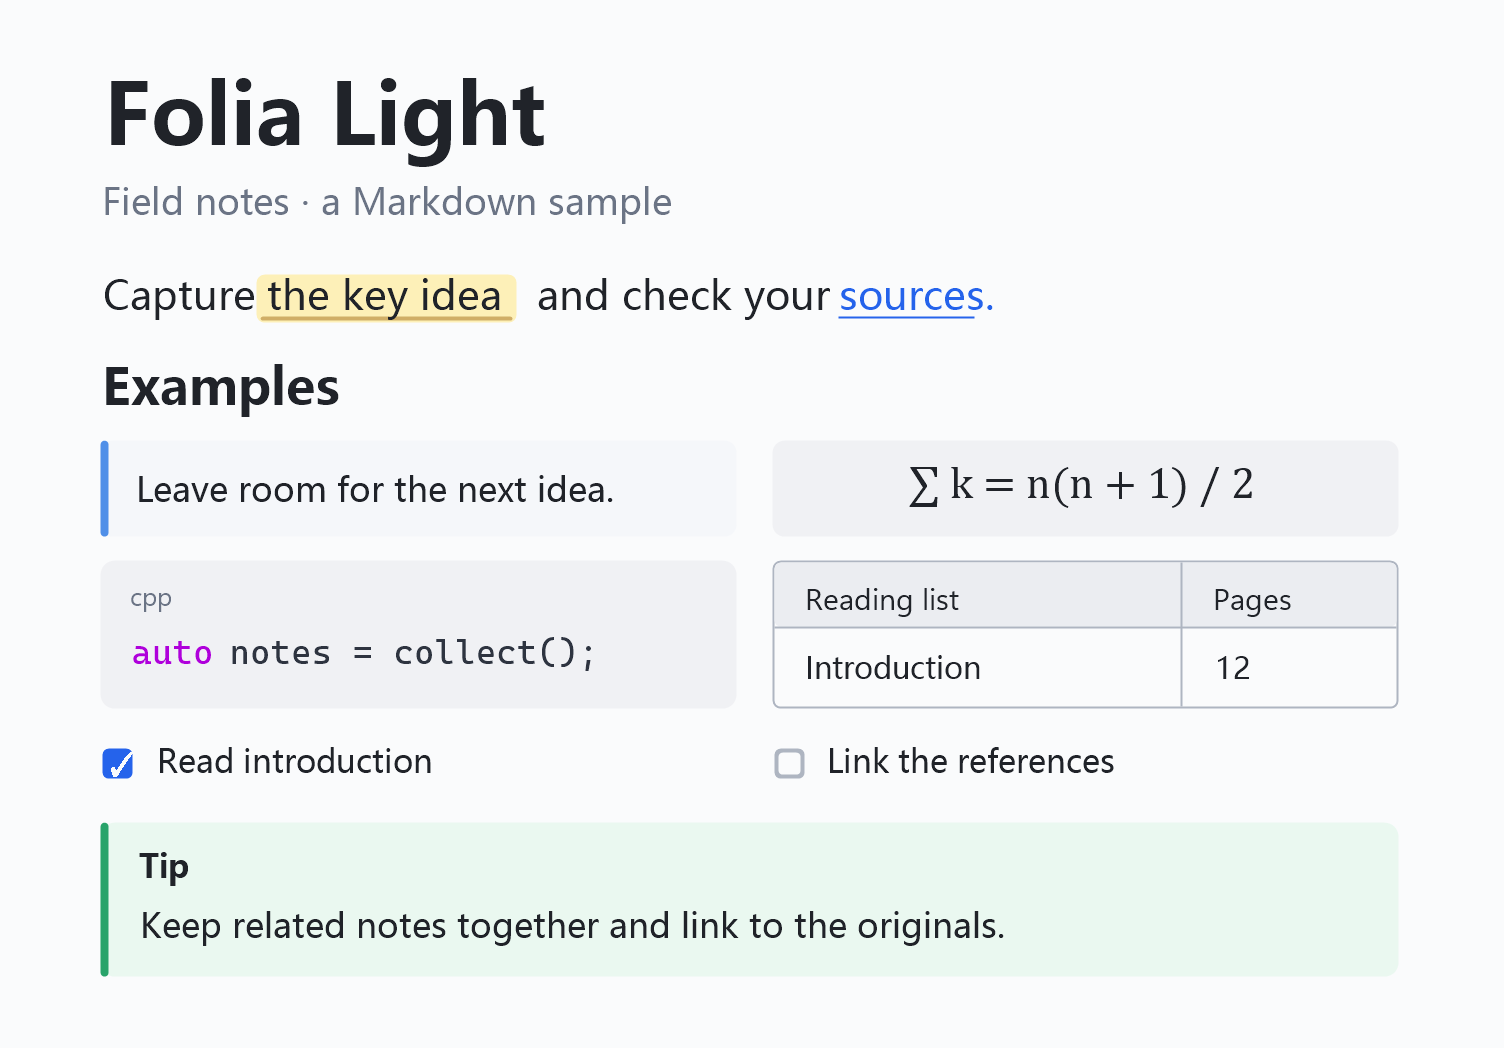 Folia Light
Field notes · a Markdown sample
Capture the key idea and check your sources.
Examples
Leave room for the next idea.
∑ k = n(n + 1) / 2
cpp
auto notes = collect();
Reading list Pages
Introduction 12
Read introduction
Link the references
Tip
Keep related notes together and link to the originals.